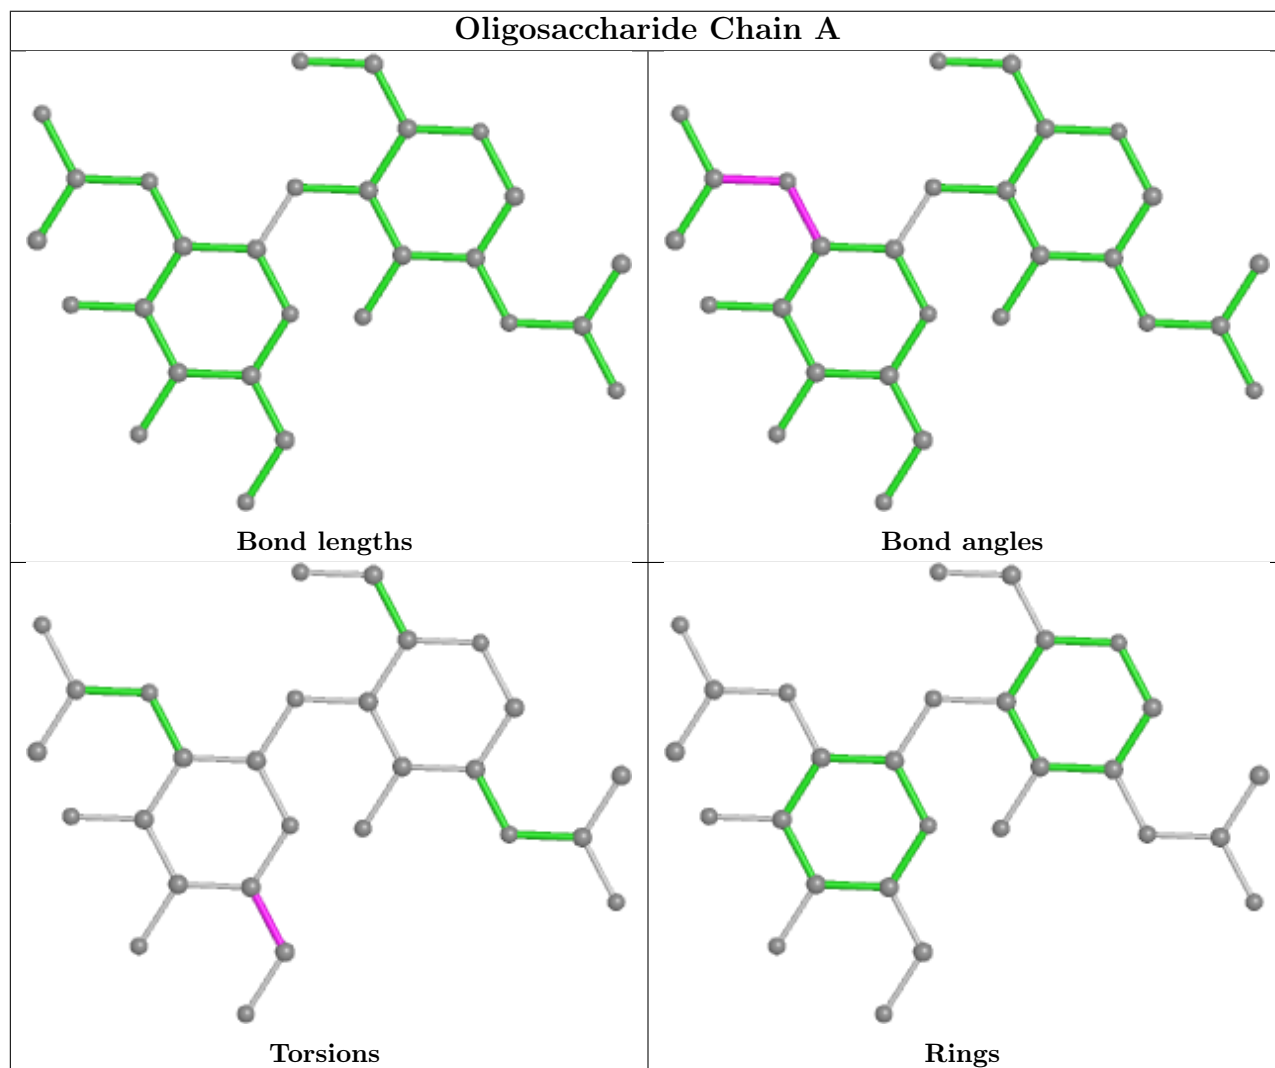 Oligosaccharide Chain A
Bond lengths
Bond angles
Torsions
Rings